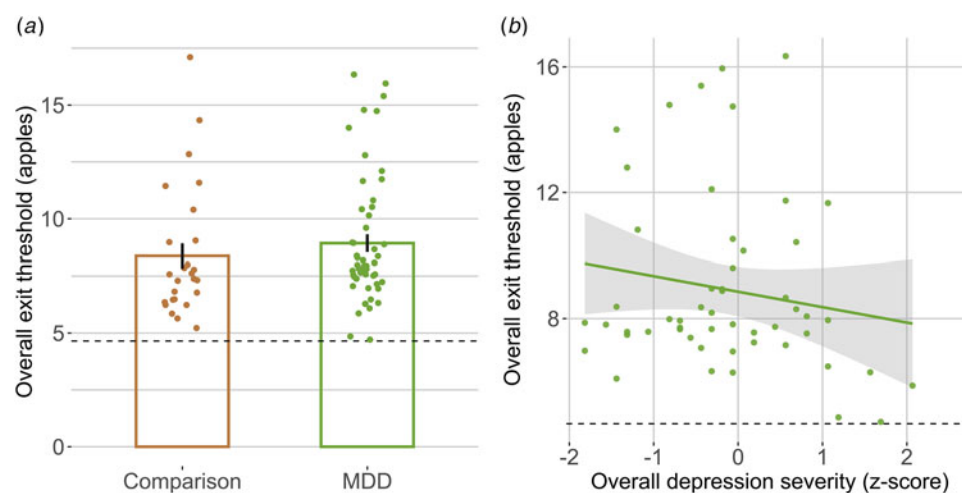 (a)
Overall exit threshold (apples)
15
10
5
0
Comparison MDD
(b)
Overall exit threshold (apples)
16
12
8
-2 -1 0 1 2
Overall depression severity (z-score)